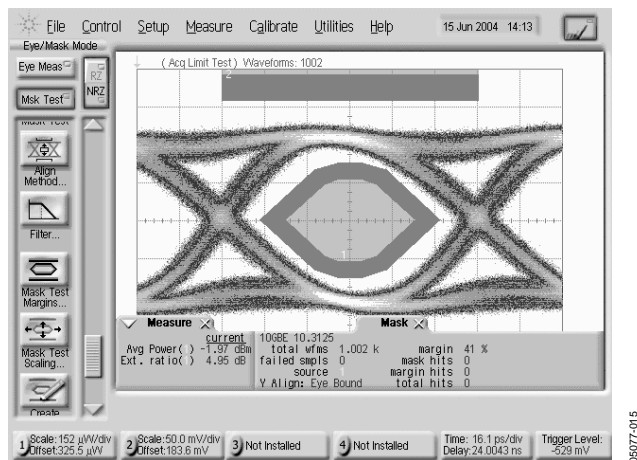 File Control Setup Measure Calibrate Utilities Help 15 Jun 2004 14:13
Eye/Mask Mode
Eye Meas
RZ
NRZ
Msk Test
( Acq Limit Test) Waveforms: 1002
2
Mask Test
Align
Method...
Filter...
Mask Test
Margins...
Mask Test
Scaling...
Create
1
Measure
current
Avg Power( ) -1.97 dBm
Ext. ratio( ) 4.95 dB
Mask
10GBE 10.3125
total wfms 1.002 k margin 41 %
failed smpls 0 mask hits 0
source 1 margin hits 0
Y Align: Eye Bound total hits 0
1 Scale:152 µW/div
Offset:325.5 µW
2 Scale:50.0 mV/div
Offset:183.6 mV
3 Not Installed
4 Not Installed
Time: 16.1 ps/div
Delay:24.0043 ns
Trigger Level:
-529 mV
05077-015